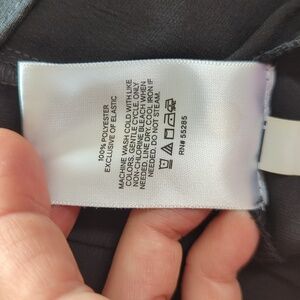 100% POLYESTER
EXCLUSIVE OF ELASTIC
MACHINE WASH COLD WITH LIKE
COLORS, GENTLE CYCLE. ONLY
NON-CHLORINE BLEACH WHEN
NEEDED. LINE DRY. COOL IRON IF
NEEDED. DO NOT STEAM.
RN# 55285